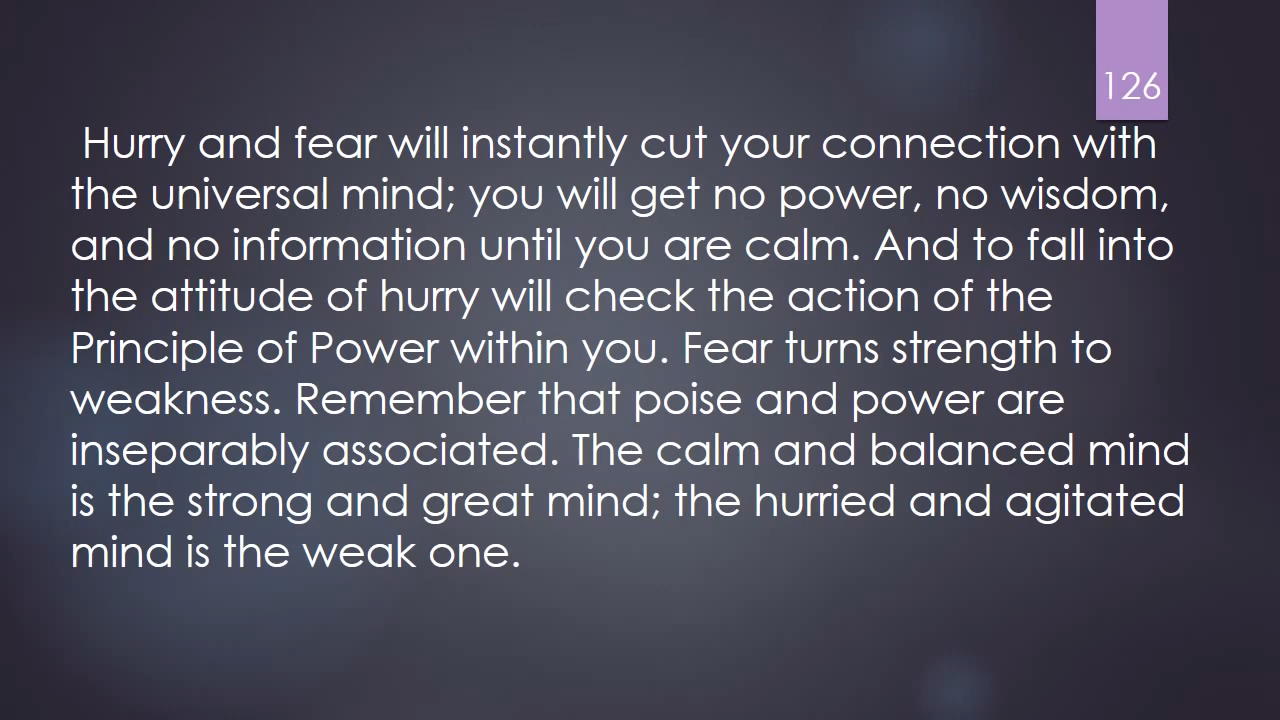 126
Hurry and fear will instantly cut your connection with
the universal mind; you will get no power, no wisdom,
and no information until you are calm. And to fall into
the attitude of hurry will check the action of the
Principle of Power within you. Fear turns strength to
weakness. Remember that poise and power are
inseparably associated. The calm and balanced mind
is the strong and great mind; the hurried and agitated
mind is the weak one.